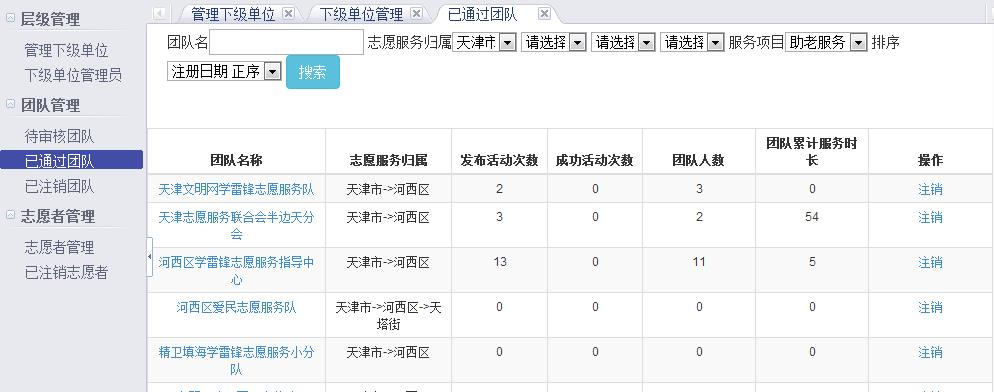 层级管理
管理下级单位
下级单位管理员
团队管理
待审核团队
已通过团队
已注销团队
志愿者管理
志愿者管理
已注销志愿者
管理下级单位 下级单位管理 已通过团队
团队名 志愿服务归属 天津市 请选择 请选择 请选择 服务项目 助老服务 排序
注册日期 正序 搜索
团队名称 志愿服务归属 发布活动次数 成功活动次数 团队人数 团队累计服务时长 操作
天津文明网学雷锋志愿服务队 天津市->河西区 2 0 3 0 注销
天津志愿服务联合会半边天分会 天津市->河西区 3 0 2 54 注销
河西区学雷锋志愿服务指导中心 天津市->河西区 13 0 11 5 注销
河西区爱民志愿服务队 天津市->河西区->天塔街 0 0 0 0 注销
精卫填海学雷锋志愿服务小分队 天津市->河西区 0 0 0 0 注销